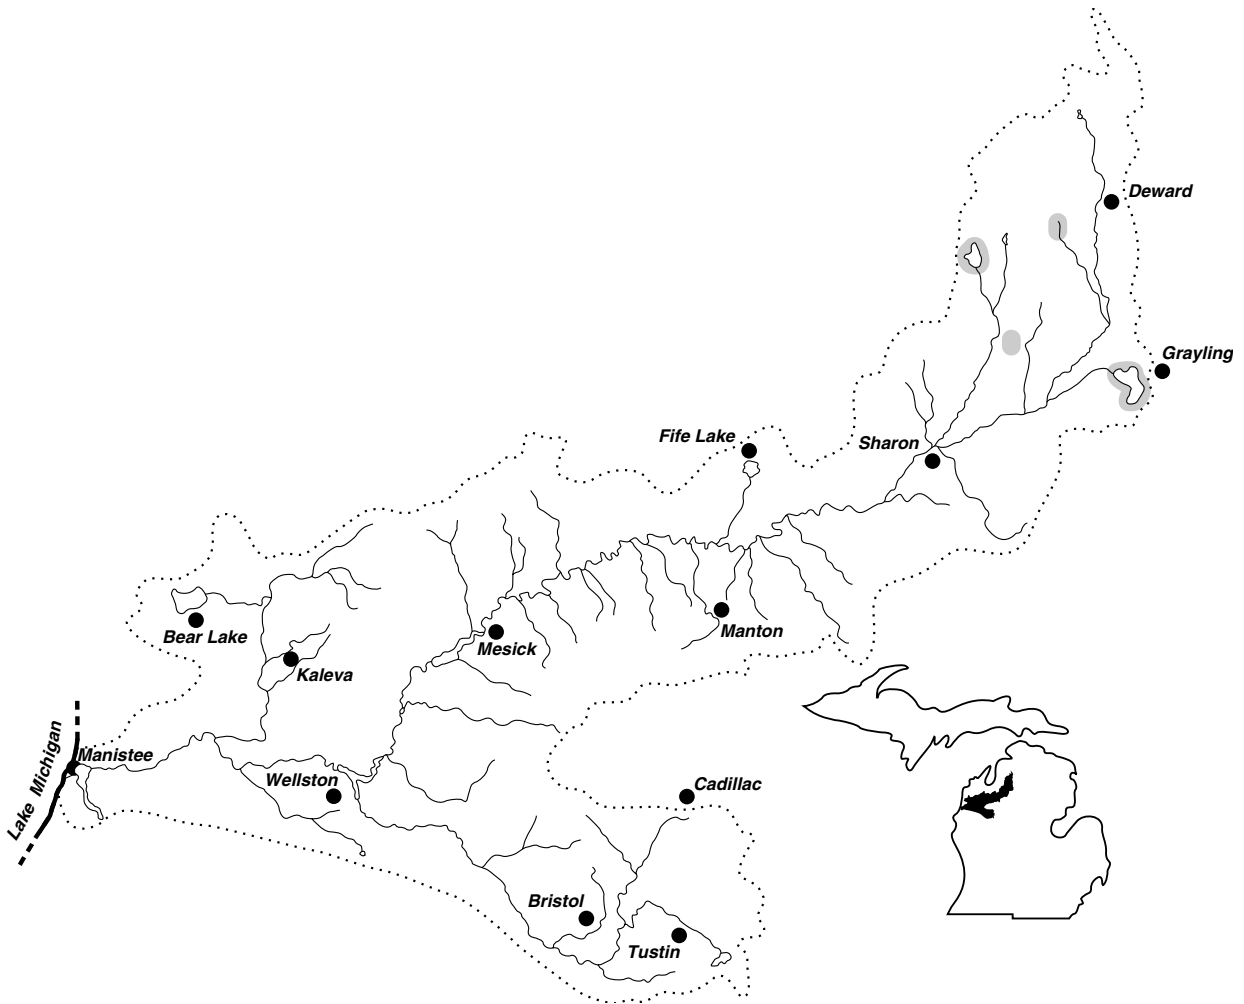 Deward
Grayling
Fife Lake
Sharon
Bear Lake
Manton
Mesick
Kaleva
Lake Michigan
Manistee
Wellston
Cadillac
Bristol
Tustin